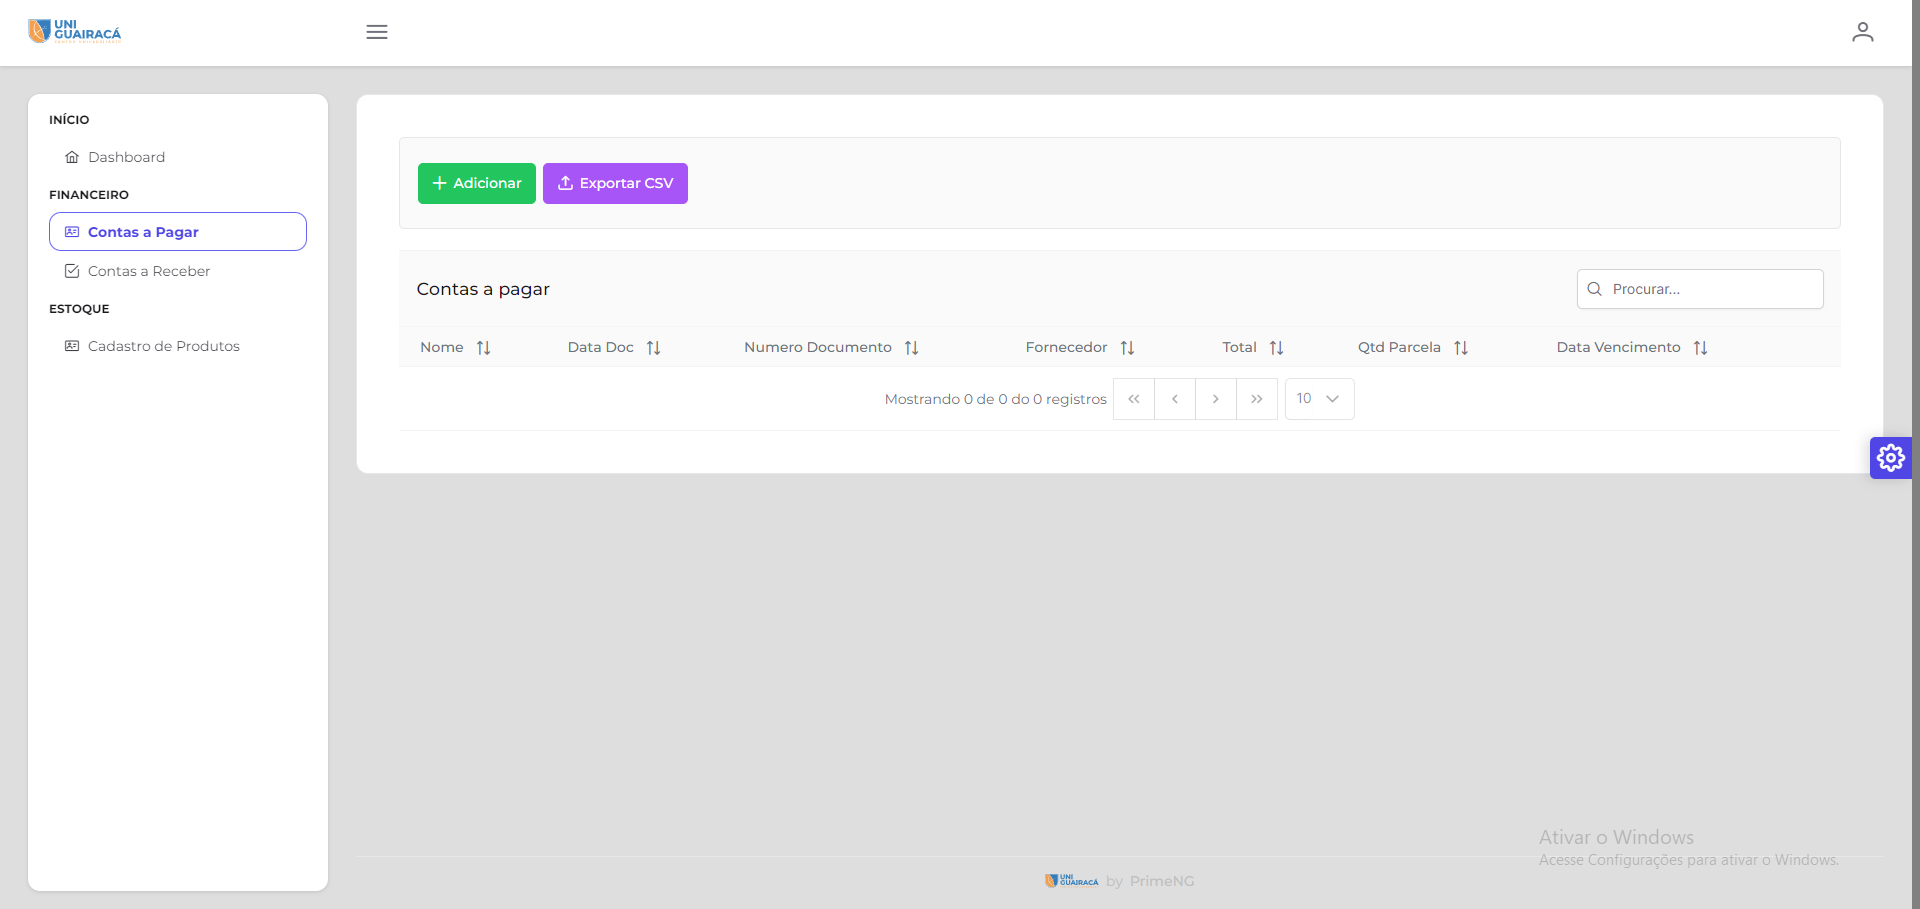 UNI
GUAIRACÁ
INÍCIO
Dashboard
FINANCEIRO
Contas a Pagar
Contas a Receber
ESTOQUE
Cadastro de Produtos
Adicionar Exportar CSV
Contas a pagar
Procurar...
Nome Data Doc Numero Documento Fornecedor Total Qtd Parcela Data Vencimento
Mostrando 0 de 0 do 0 registros
10
Ativar o Windows
Acesse Configurações para ativar o Windows.
UNI
GUAIRACÁ
by PrimeNG